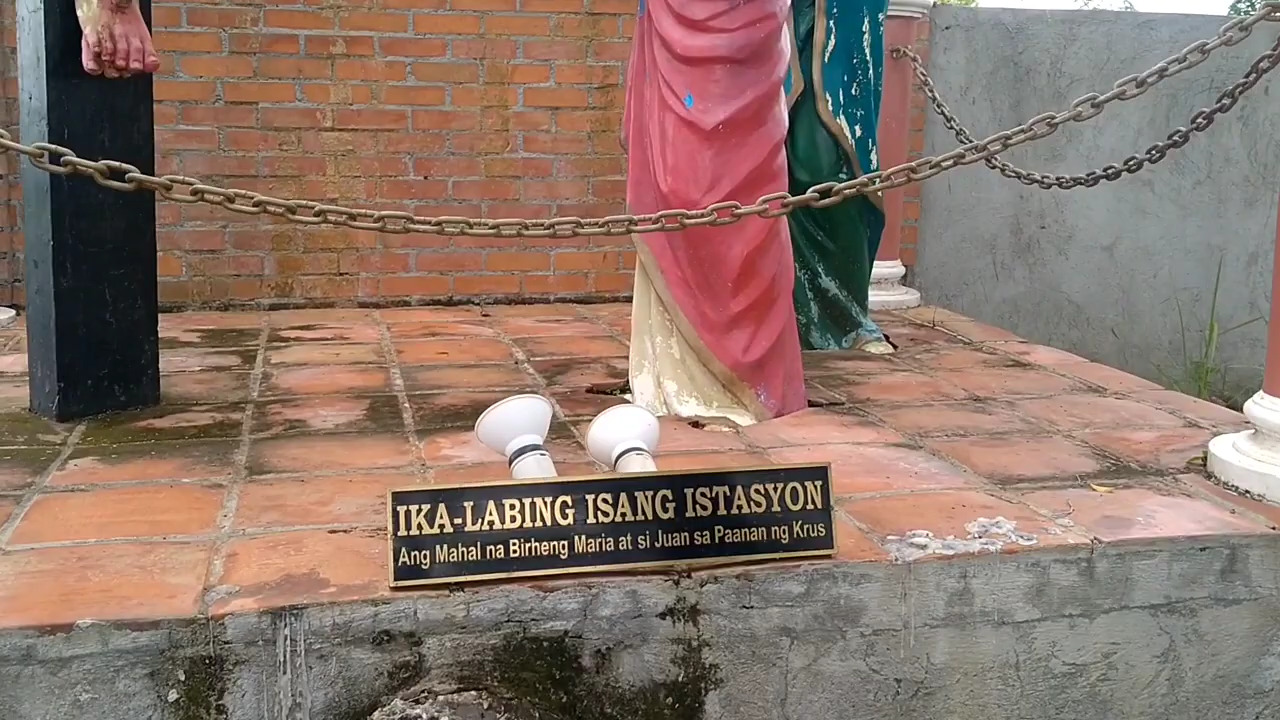 IKA-LABING ISANG ISTASYON
Ang Mahal na Birheng Maria at si Juan sa Paanan ng Krus